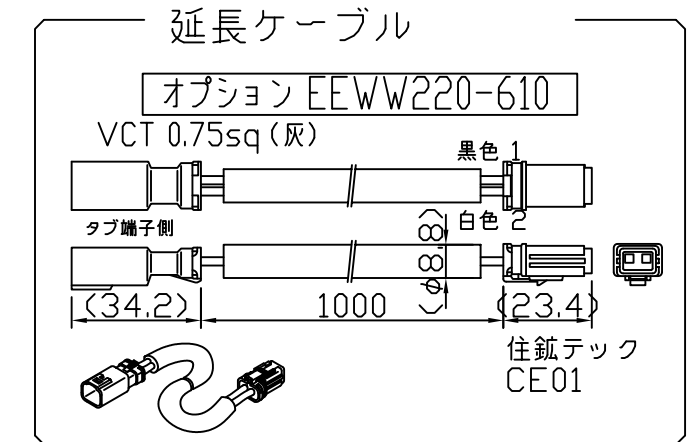 延長ケーブル
オプション EEWW220-610
VCT 0.75sq(灰)
黒色 1
タブ端子側
白色 2
(φ8.8)
(34.2)
1000
(23.4)
住鉱テック
CE01